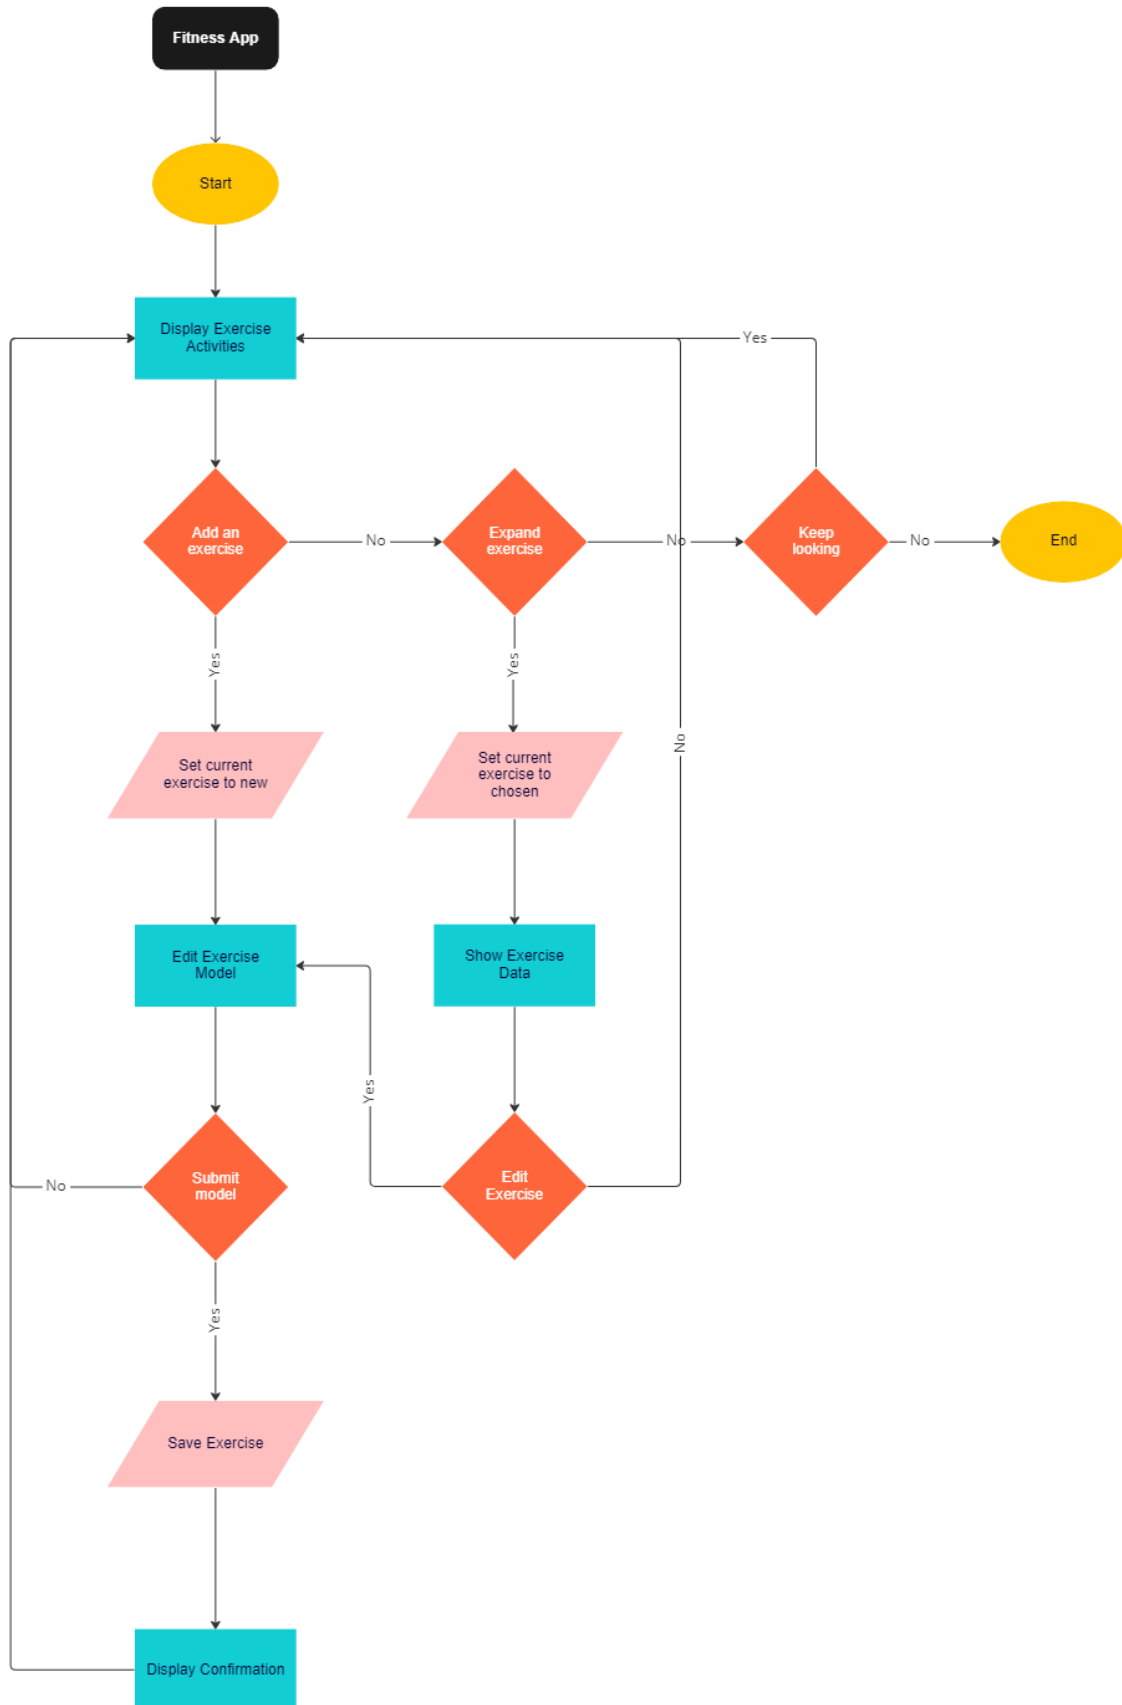 Fitness App
Start
Display Exercise
Activities
Yes
Add an
exercise
No
Expand
exercise
No
Keep
looking
No
End
Yes
Yes
Set current
exercise to new
Set current
exercise to
chosen
No
Edit Exercise
Model
Show Exercise
Data
Yes
Submit
model
No
Edit
Exercise
Yes
Save Exercise
Display Confirmation